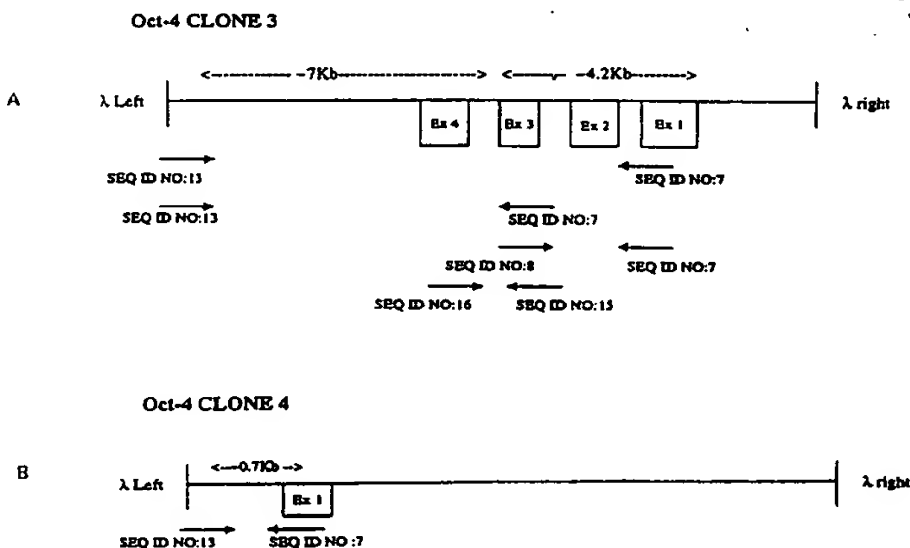 Oct-4 CLONE 3
<----------- ~7Kb-----------> <------- ~4.2Kb------->
A
λ Left
λ right
Ex 4
Ex 3
Ex 2
Ex 1
SEQ ID NO:13
SEQ ID NO:7
SEQ ID NO:13
SEQ ID NO:7
SEQ ID NO:8
SEQ ID NO:7
SEQ ID NO:16
SEQ ID NO:15
Oct-4 CLONE 4
B
<--~0.7Kb -->
λ Left
λ right
Ex 1
SEQ ID NO:13
SEQ ID NO :7